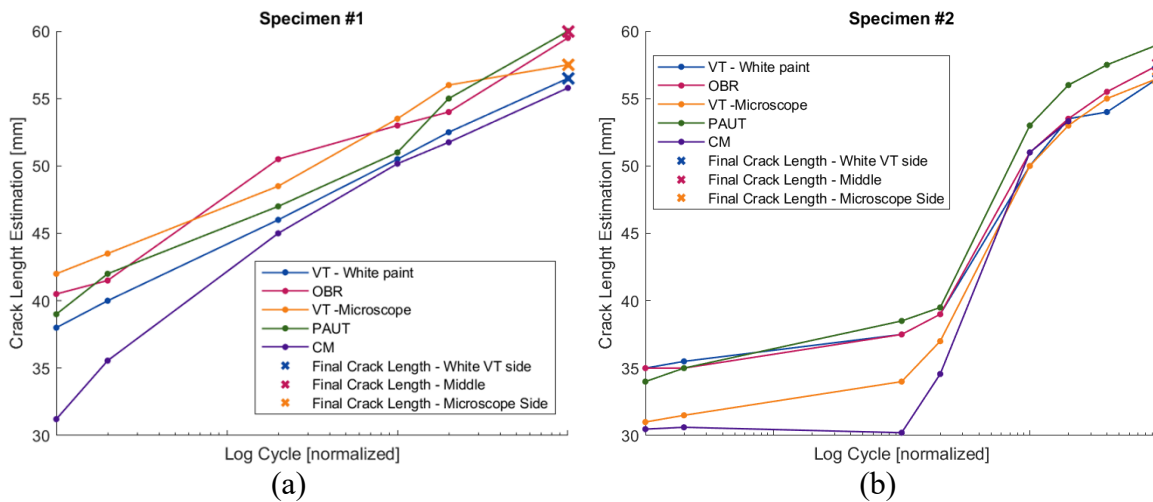 Specimen #1
60
55
50
45
40
35
30
Crack Lenght Estimation [mm]
VT - White paint
OBR
VT -Microscope
PAUT
CM
Final Crack Length - White VT side
Final Crack Length - Middle
Final Crack Length - Microscope Side
Log Cycle [normalized]
(a)
Specimen #2
60
55
50
45
40
35
30
Crack Lenght Estimation [mm]
VT - White paint
OBR
VT -Microscope
PAUT
CM
Final Crack Length - White VT side
Final Crack Length - Middle
Final Crack Length - Microscope Side
Log Cycle [normalized]
(b)